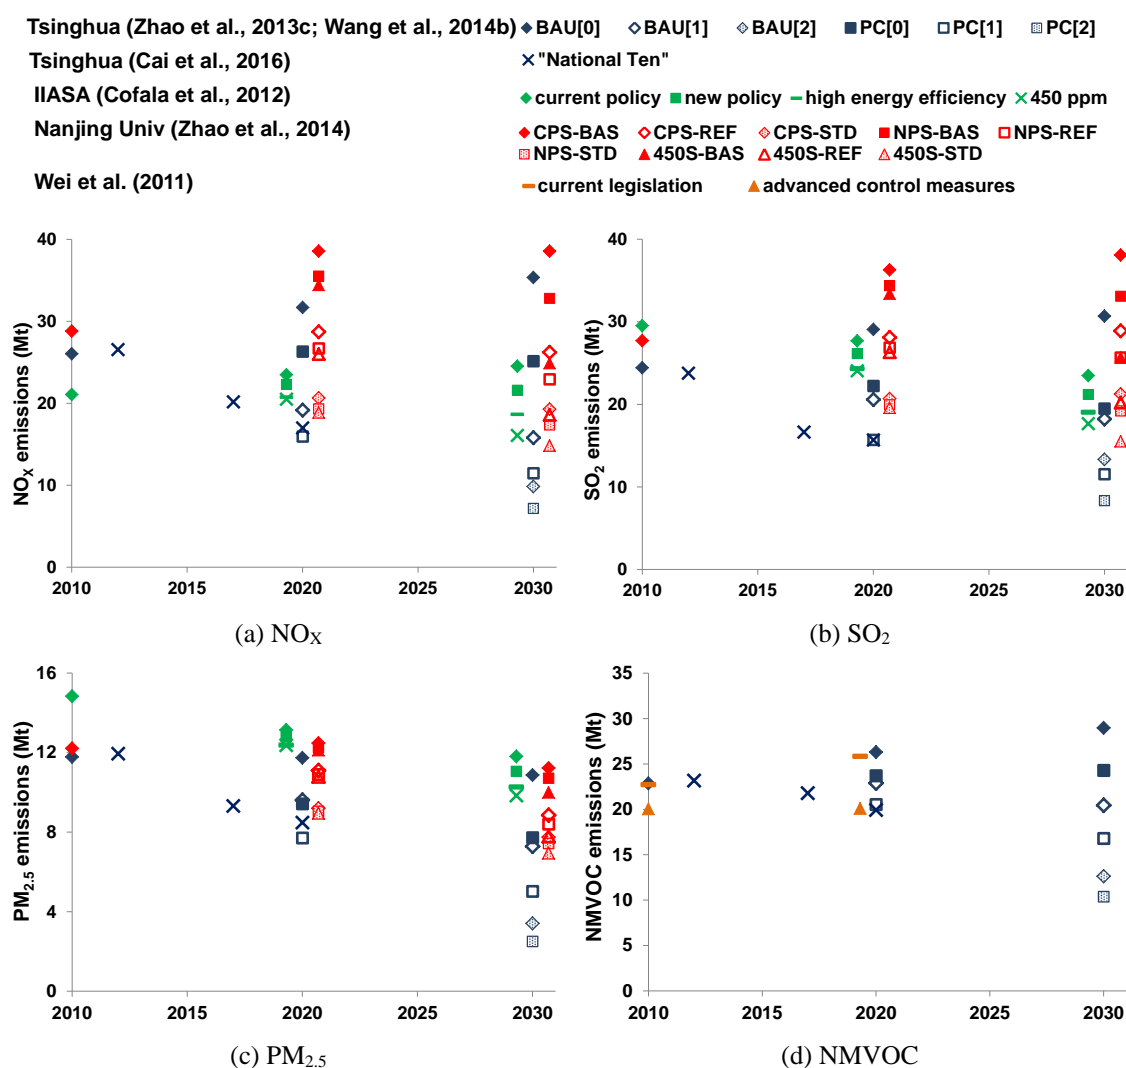 Tsinghua (Zhao et al., 2013c; Wang et al., 2014b) BAU[0] BAU[1] BAU[2] PC[0] PC[1] PC[2]
Tsinghua (Cai et al., 2016) "National Ten"
IIASA (Cofala et al., 2012) current policy new policy high energy efficiency 450 ppm
Nanjing Univ (Zhao et al., 2014) CPS-BAS CPS-REF CPS-STD NPS-BAS NPS-REF
NPS-STD 450S-BAS 450S-REF 450S-STD
Wei et al. (2011) current legislation advanced control measures
NOX emissions (Mt)
40
30
20
10
0
2010 2015 2020 2025 2030
(a) NOX
SO2 emissions (Mt)
40
30
20
10
0
2010 2015 2020 2025 2030
(b) SO2
PM2.5 emissions (Mt)
16
12
8
4
0
2010 2015 2020 2025 2030
(c) PM2.5
NMVOC emissions (Mt)
35
30
25
20
15
10
5
0
2010 2015 2020 2025 2030
(d) NMVOC